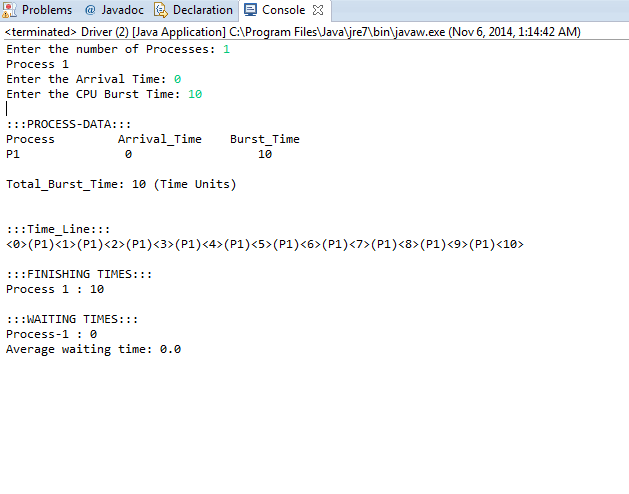 Problems @ Javadoc Declaration Console
<terminated> Driver (2) [Java Application] C:\Program Files\Java\jre7\bin\javaw.exe (Nov 6, 2014, 1:14:42 AM)
Enter the number of Processes: 1
Process 1
Enter the Arrival Time: 0
Enter the CPU Burst Time: 10
:::PROCESS-DATA:::
Process Arrival_Time Burst_Time
P1 0 10
Total_Burst_Time: 10 (Time Units)
:::Time_Line:::
<0>(P1)<1>(P1)<2>(P1)<3>(P1)<4>(P1)<5>(P1)<6>(P1)<7>(P1)<8>(P1)<9>(P1)<10>
:::FINISHING TIMES:::
Process 1 : 10
:::WAITING TIMES:::
Process-1 : 0
Average waiting time: 0.0